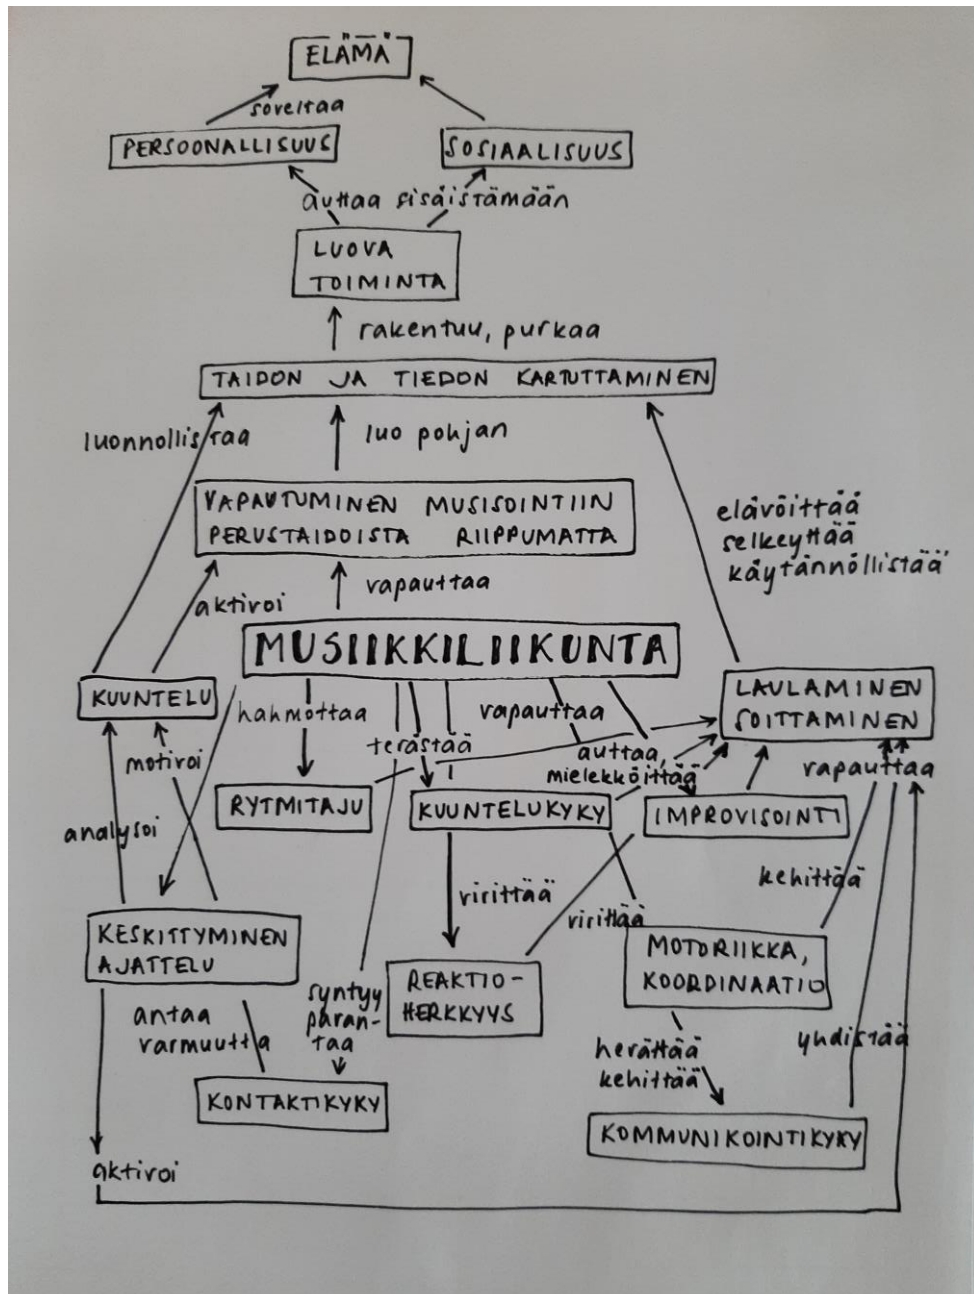 ELÄMÄ
soveltaa
PERSOONALLISUUS
SOSIAALISUUS
auttaa sisäistämään
LUOVA
TOIMINTA
rakentuu, purkaa
TAIDON JA TIEDON KARTUTTAMINEN
luonnollistaa
luo pohjan
VAPAUTUMINEN MUSISOINTIIN
PERUSTAIDOISTA RIIPPUMATTA
elävöittää
selkeyttää
käytännöllistää
aktivoi
vapauttaa
MUSIIKKILIIKUNTA
KUUNTELU
LAULAMINEN
SOITTAMINEN
hahmottaa
vapauttaa
terästää
auttaa,
mielekköittää
vapauttaa
motivoi
RYTMITAJU
KUUNTELUKYKY
IMPROVISOINTI
analysoi
kehittää
virittää
virittää
KESKITTYMINEN
AJATTELU
MOTORIIKKA,
KOORDINAATIO
REAKTIO-
HERKKYYS
syntyy
paran-
taa
antaa
varmuutta
yhdistää
herättää
kehittää
KONTAKTIKYKY
KOMMUNIKOINTIKYKY
aktivoi